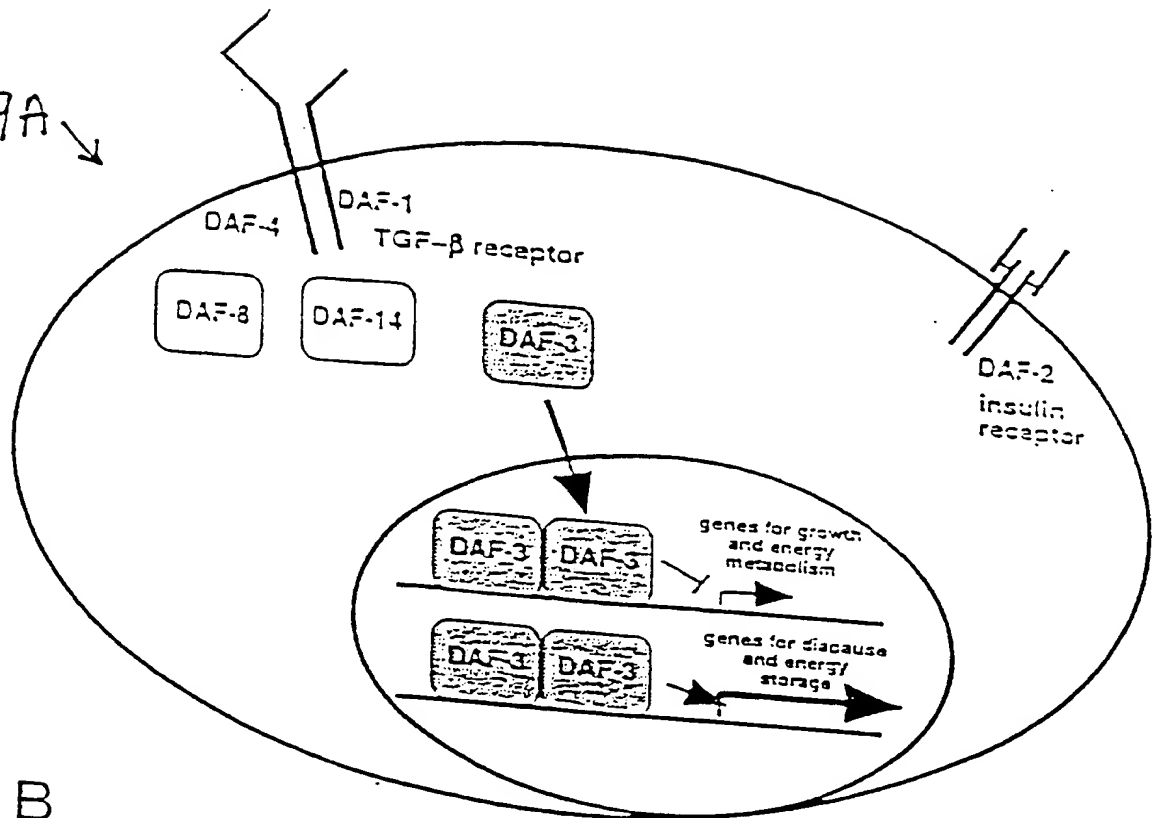 9A
DAF-4
DAF-1
TGF-β receptor
DAF-8
DAF-14
DAF-3
DAF-2
insulin
receptor
DAF-3
DAF-3
genes for growth
and energy
metabolism
DAF-3
DAF-3
genes for diapause
and energy
storage
B